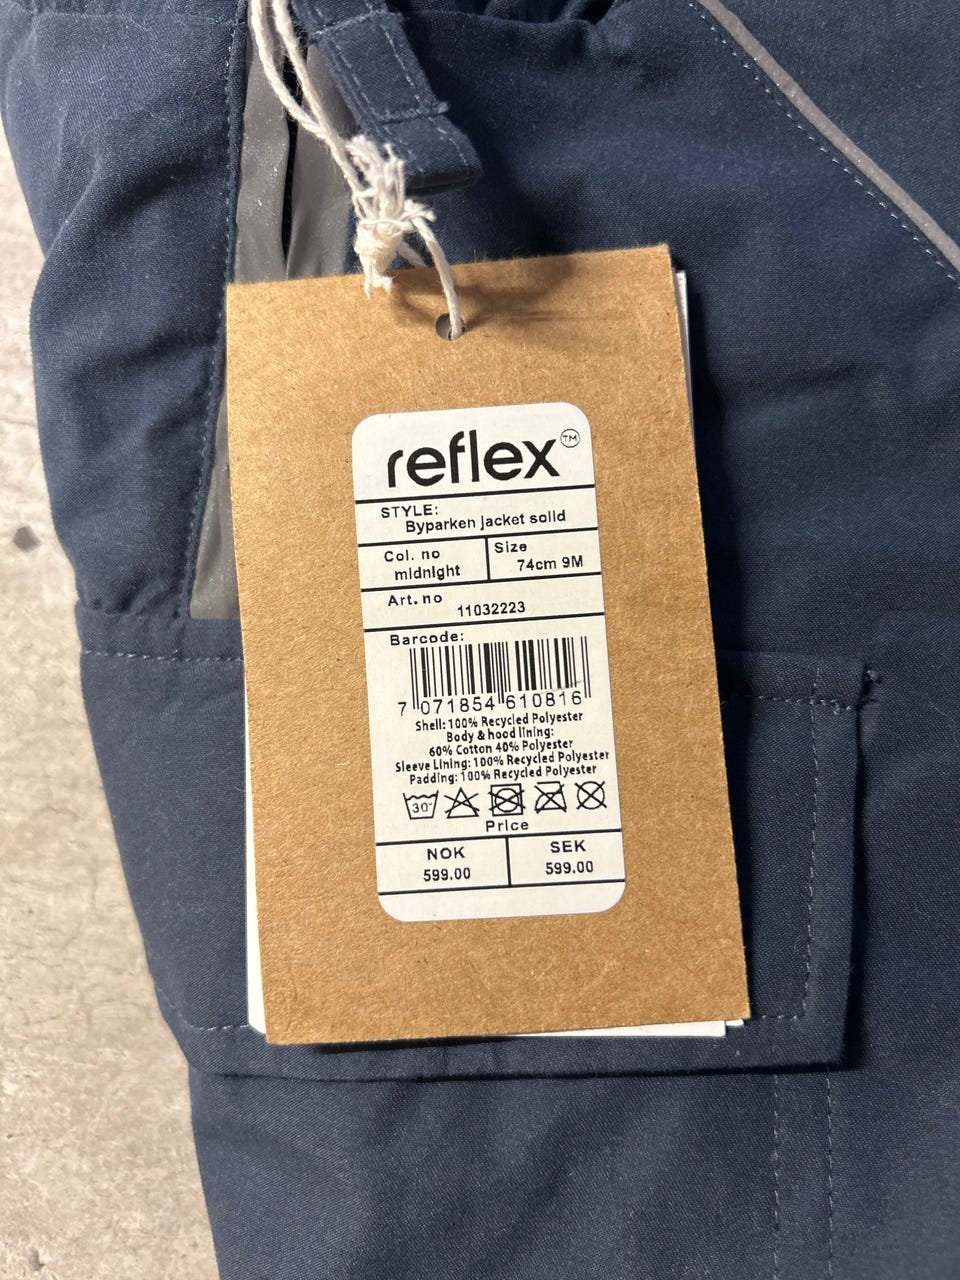 reflex™
STYLE:
Byparken jacket solid
Col. no
midnight
Size
74cm 9M
Art. no
11032223
Barcode:
7 071854 610816
Shell: 100% Recycled Polyester
Body & hood lining:
60% Cotton 40% Polyester
Sleeve Lining: 100% Recycled Polyester
Padding: 100% Recycled Polyester
30
Price
NOK
599.00
SEK
599.00